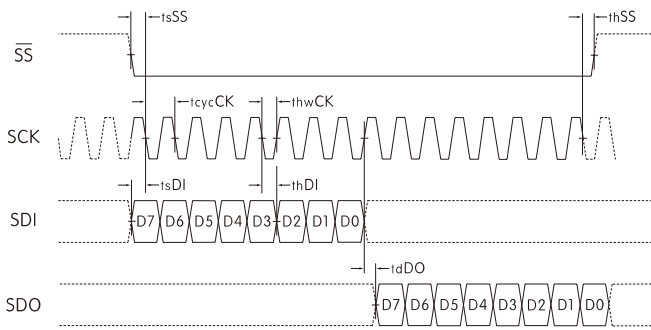 tsSS
thSS
SS
tcycCK
thwCK
SCK
tsDI
thDI
SDI
D7 D6 D5 D4 D3 D2 D1 D0
tdDO
SDO
D7 D6 D5 D4 D3 D2 D1 D0